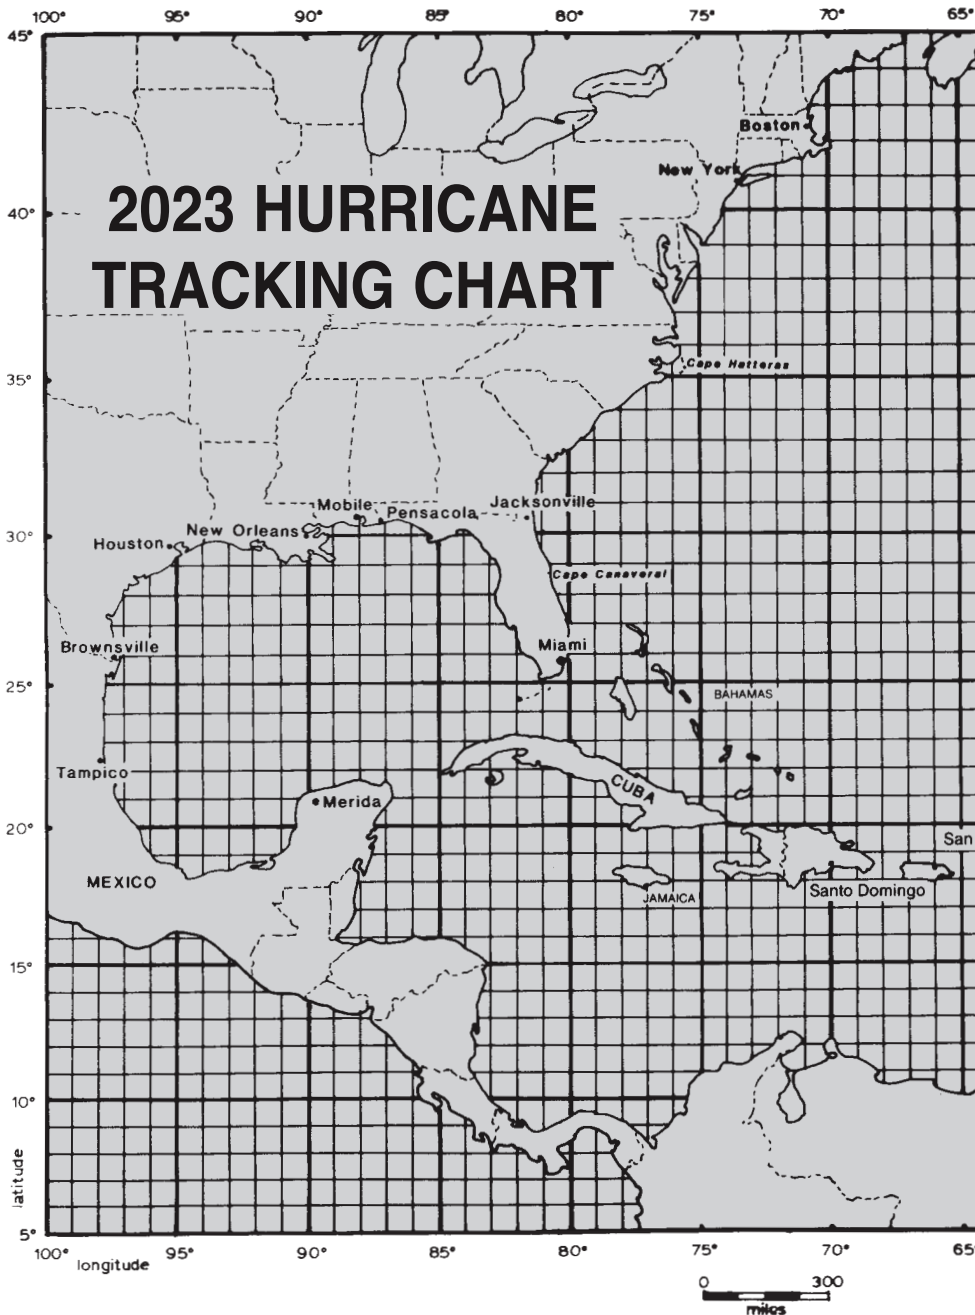 100° 95° 90° 85° 80° 75° 70° 65°
45°
Boston
New York
2023 HURRICANE
TRACKING CHART
40°
Cape Hatteras
35°
Mobile
Pensacola
Jacksonville
New Orleans
Houston
30°
Cape Canaveral
Miami
Brownsville
25°
BAHAMAS
Tampico
CUBA
Merida
20°
San
MEXICO
JAMAICA
Santo Domingo
15°
10°
latitude
5°
100° 95° 90° 85° 80° 75° 70° 65
longitude
0 300
miles